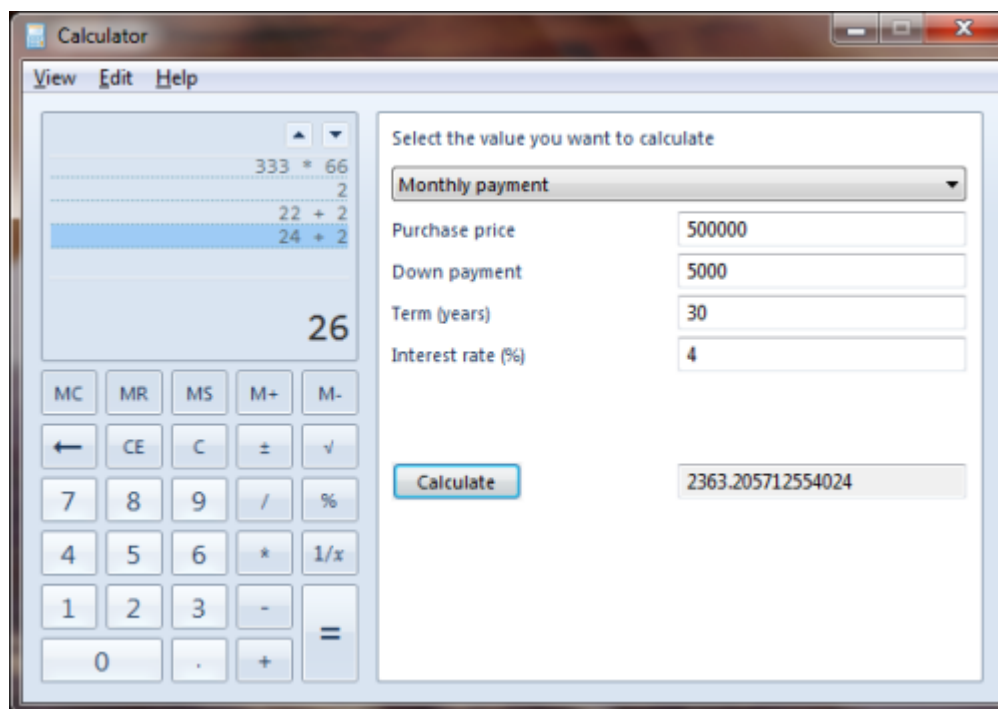 Calculator
View Edit Help
333 * 66
2
22 + 2
24 + 2
26
MC MR MS M+ M-
← CE C ± √
7 8 9 / %
4 5 6 * 1/x
1 2 3 - =
0 . +
Select the value you want to calculate
Monthly payment
Purchase price 500000
Down payment 5000
Term (years) 30
Interest rate (%) 4
Calculate 2363.205712554024